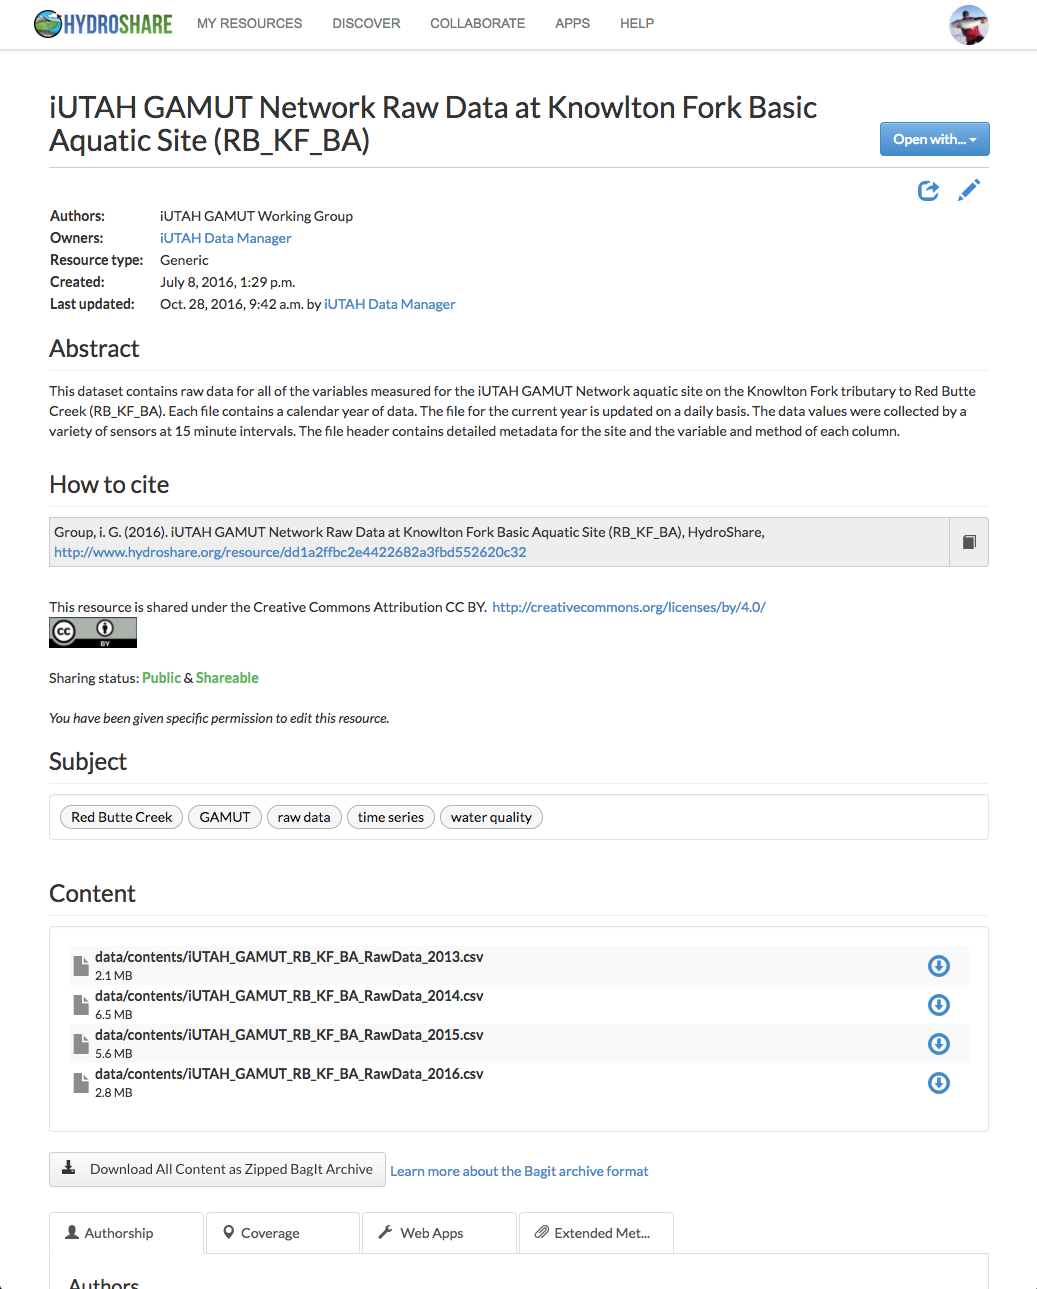 HYDROSHARE MY RESOURCES DISCOVER COLLABORATE APPS HELP
iUTAH GAMUT Network Raw Data at Knowlton Fork Basic
Aquatic Site (RB_KF_BA)
Open with...
Authors: iUTAH GAMUT Working Group
Owners: iUTAH Data Manager
Resource type: Generic
Created: July 8, 2016, 1:29 p.m.
Last updated: Oct. 28, 2016, 9:42 a.m. by iUTAH Data Manager
Abstract
This dataset contains raw data for all of the variables measured for the iUTAH GAMUT Network aquatic site on the Knowlton Fork tributary to Red Butte
Creek (RB_KF_BA). Each file contains a calendar year of data. The file for the current year is updated on a daily basis. The data values were collected by a
variety of sensors at 15 minute intervals. The file header contains detailed metadata for the site and the variable and method of each column.
How to cite
Group, i. G. (2016). iUTAH GAMUT Network Raw Data at Knowlton Fork Basic Aquatic Site (RB_KF_BA), HydroShare,
http://www.hydroshare.org/resource/dd1a2ffbc2e4422682a3fbd552620c32
This resource is shared under the Creative Commons Attribution CC BY. http://creativecommons.org/licenses/by/4.0/
cc BY
Sharing status: Public & Shareable
You have been given specific permission to edit this resource.
Subject
Red Butte Creek GAMUT raw data time series water quality
Content
data/contents/iUTAH_GAMUT_RB_KF_BA_RawData_2013.csv
2.1 MB
data/contents/iUTAH_GAMUT_RB_KF_BA_RawData_2014.csv
6.5 MB
data/contents/iUTAH_GAMUT_RB_KF_BA_RawData_2015.csv
5.6 MB
data/contents/iUTAH_GAMUT_RB_KF_BA_RawData_2016.csv
2.8 MB
Download All Content as Zipped BagIt Archive Learn more about the Bagit archive format
Authorship Coverage Web Apps Extended Met...
Authors